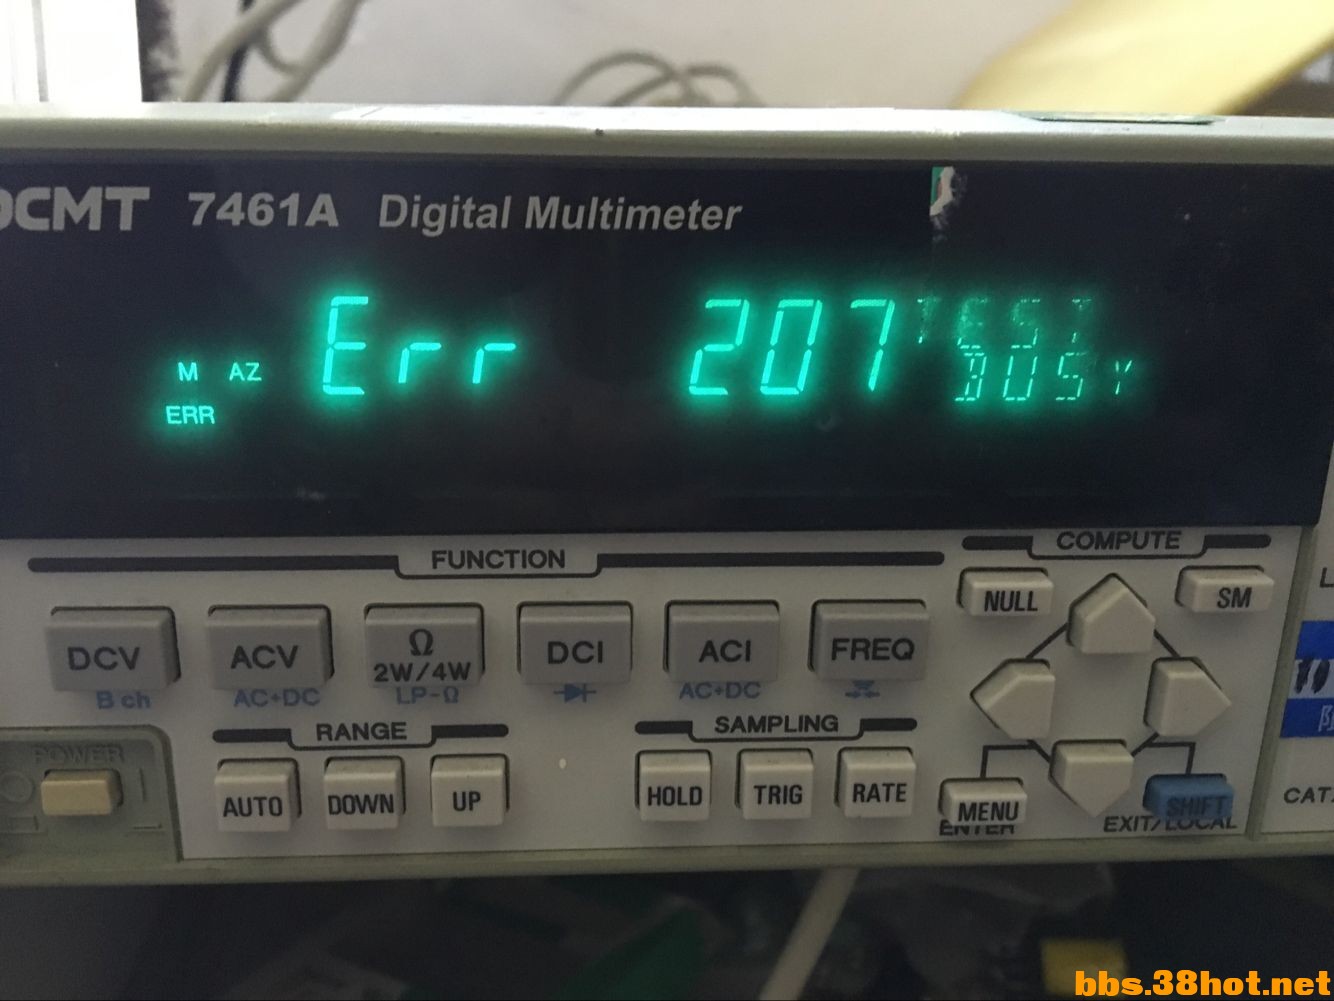 DCMT 7461A Digital Multimeter
Err 207
M AZ
ERR
BUSY
FUNCTION
COMPUTE
NULL
SM
DCV
ACV
Ω
2W/4W
DCI
ACI
FREQ
B ch
AC+DC
LP-Ω
AC+DC
RANGE
SAMPLING
POWER
AUTO
DOWN
UP
HOLD
TRIG
RATE
MENU
SHIFT
ENTER
EXIT/LOCAL
CAT.
bbs.38hot.net